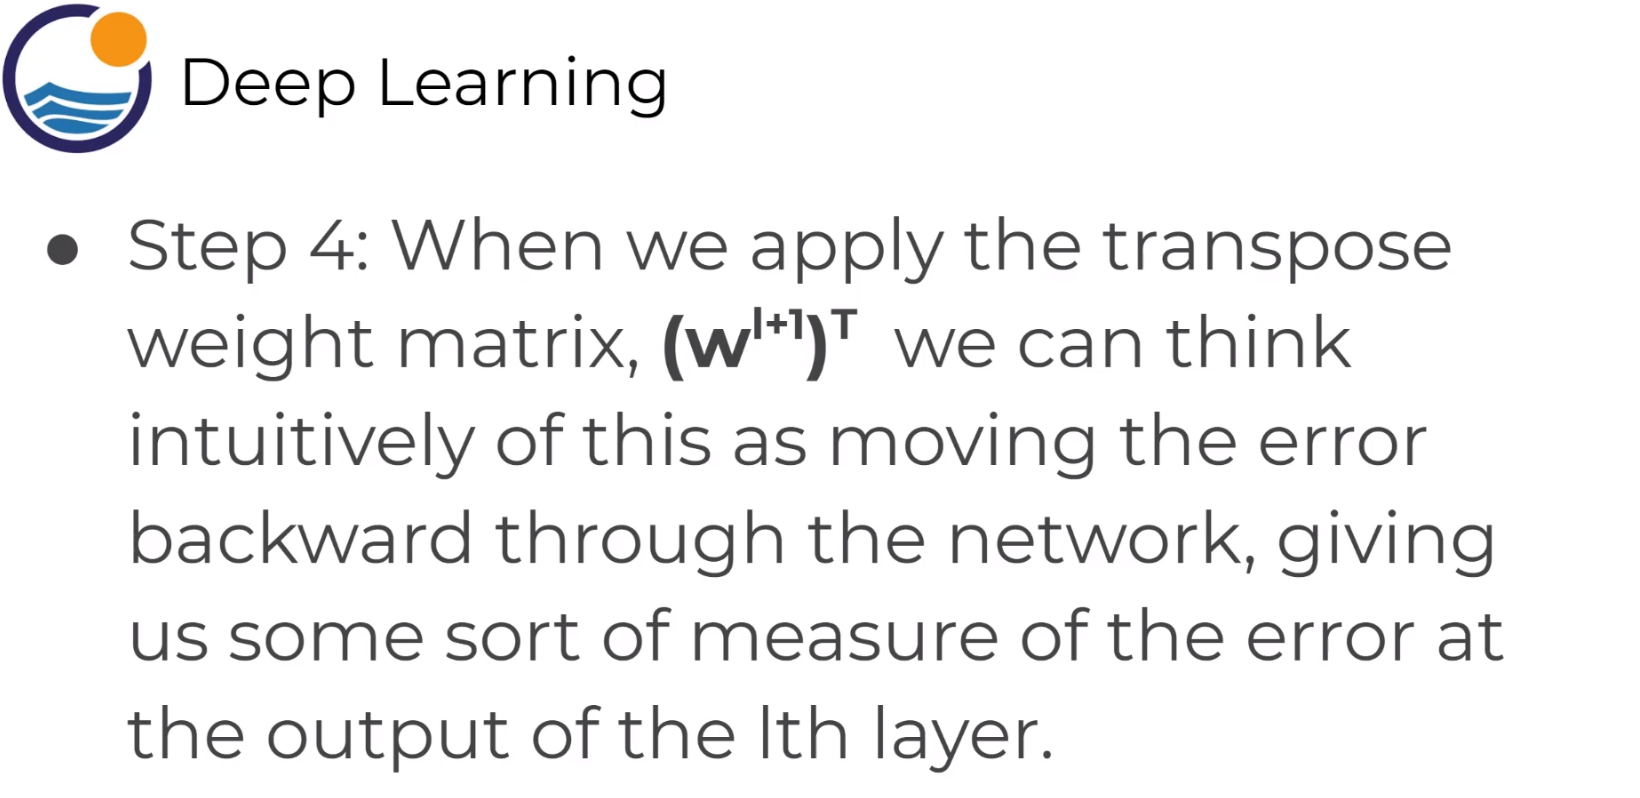 Deep Learning
● Step 4: When we apply the transpose
weight matrix, (wˡ⁺¹)ᵀ we can think
intuitively of this as moving the error
backward through the network, giving
us some sort of measure of the error at
the output of the lth layer.